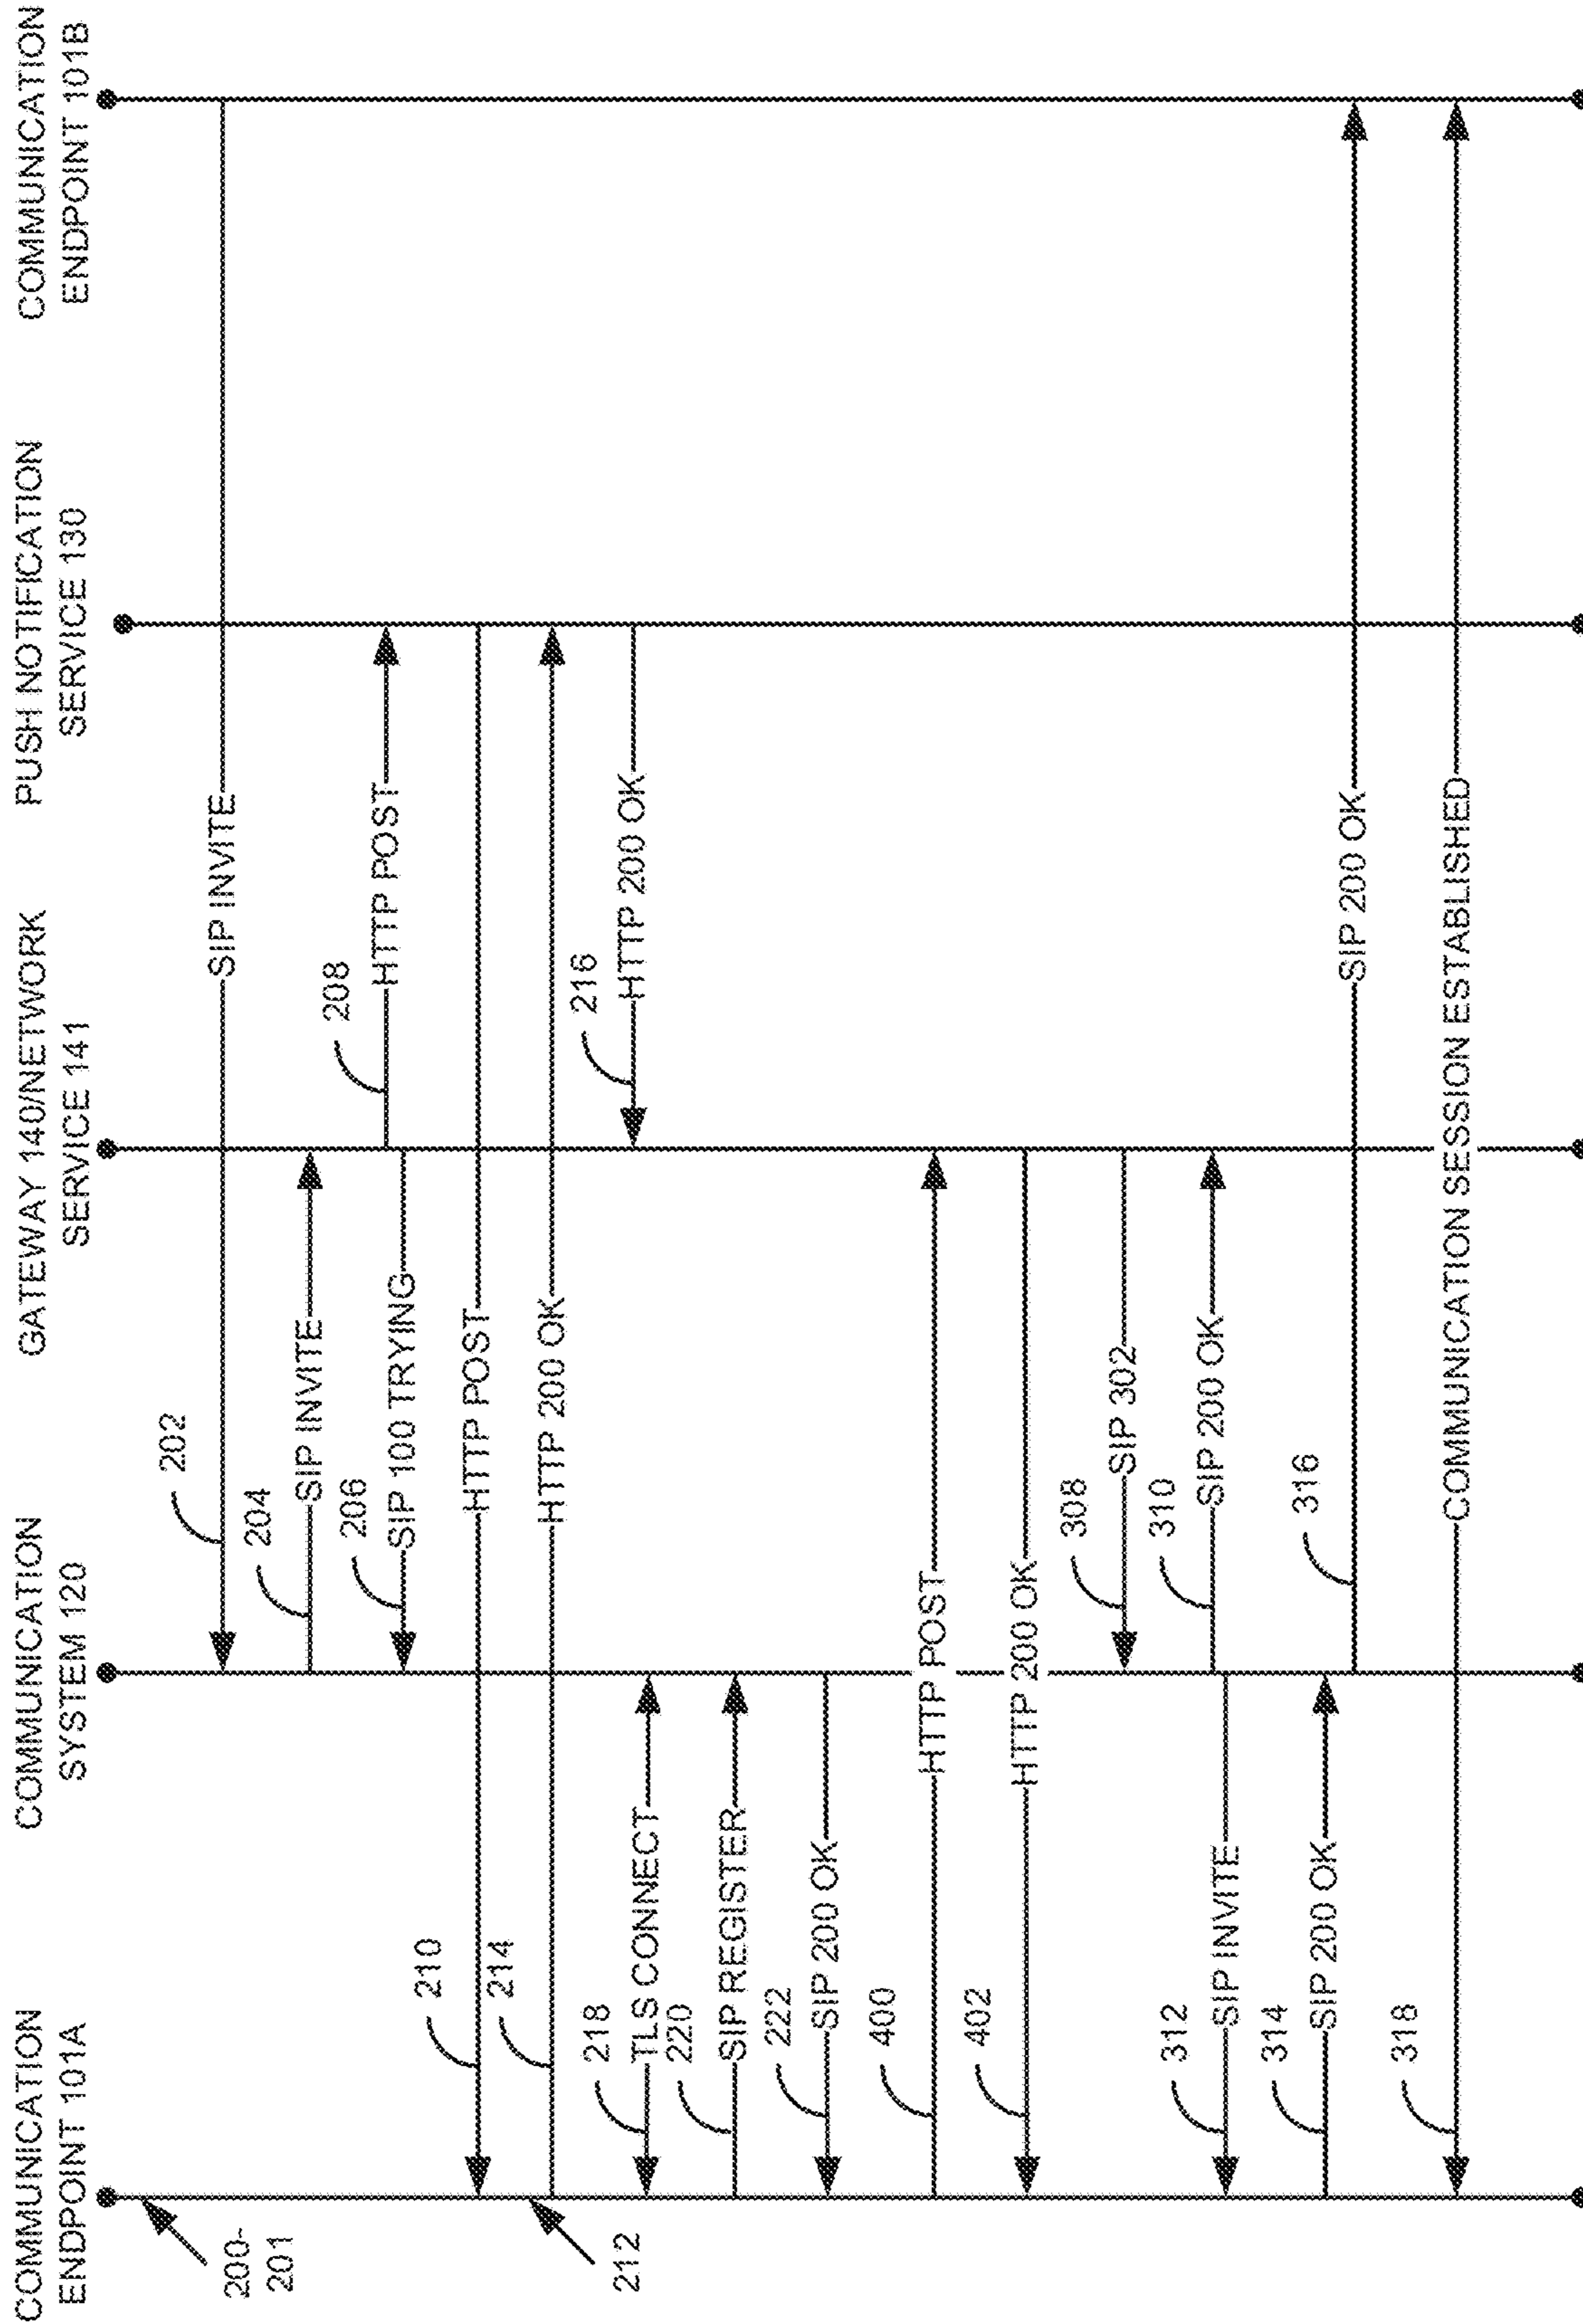 COMMUNICATION
ENDPOINT 101A
COMMUNICATION
SYSTEM 120
GATEWAY 140/NETWORK
SERVICE 141
PUSH NOTIFICATION
SERVICE 130
COMMUNICATION
ENDPOINT 101B
200-
201
202
SIP INVITE
204
SIP INVITE
208
HTTP POST
206
SIP 100 TRYING
210
HTTP POST
212
214
HTTP 200 OK
216
HTTP 200 OK
218
TLS CONNECT
220
SIP REGISTER
222
SIP 200 OK
400
HTTP POST
402
HTTP 200 OK
308
SIP 302
310
SIP 200 OK
312
SIP INVITE
314
SIP 200 OK
316
SIP 200 OK
318
COMMUNICATION SESSION ESTABLISHED